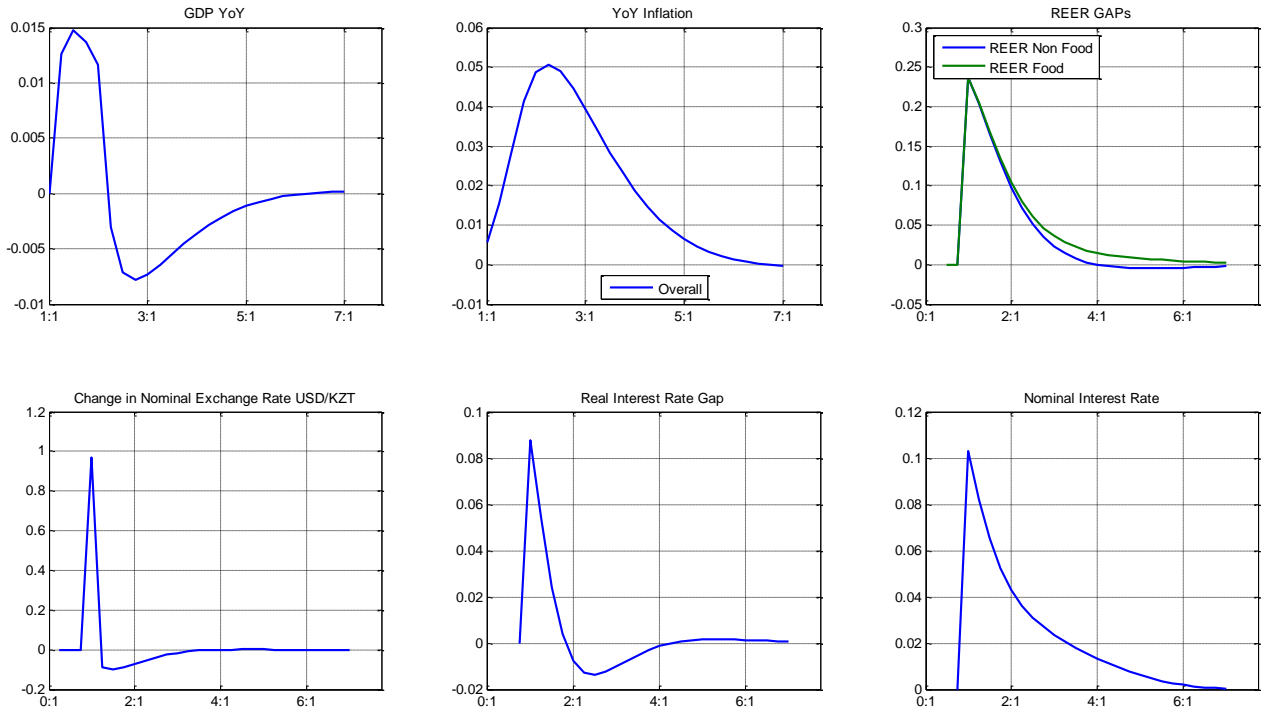 GDP YoY
0.015
0.01
0.005
0
-0.005
-0.01
1:1 3:1 5:1 7:1
YoY Inflation
0.06
0.05
0.04
0.03
0.02
0.01
0
-0.01
Overall
1:1 3:1 5:1 7:1
REER GAPs
0.3
0.25
0.2
0.15
0.1
0.05
0
-0.05
REER Non Food
REER Food
0:1 2:1 4:1 6:1
Change in Nominal Exchange Rate USD/KZT
1.2
1
0.8
0.6
0.4
0.2
0
-0.2
0:1 2:1 4:1 6:1
Real Interest Rate Gap
0.1
0.08
0.06
0.04
0.02
0
-0.02
0:1 2:1 4:1 6:1
Nominal Interest Rate
0.12
0.1
0.08
0.06
0.04
0.02
0
0:1 2:1 4:1 6:1